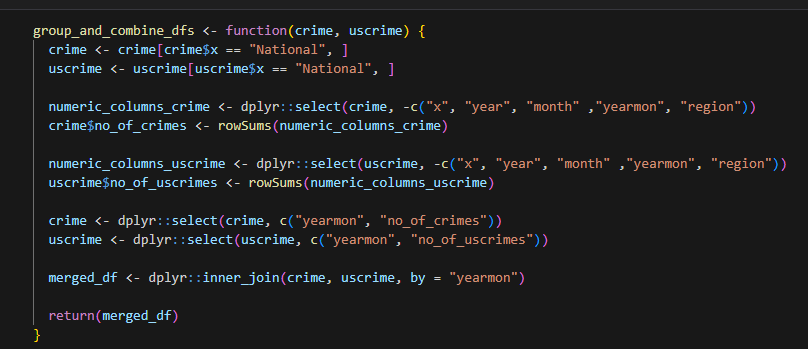 group_and_combine_dfs <- function(crime, uscrime) {
  crime <- crime[crime$x == "National", ]
  uscrime <- uscrime[uscrime$x == "National", ]

  numeric_columns_crime <- dplyr::select(crime, -c("x", "year", "month" ,"yearmon", "region"))
  crime$no_of_crimes <- rowSums(numeric_columns_crime)

  numeric_columns_uscrime <- dplyr::select(uscrime, -c("x", "year", "month" ,"yearmon", "region"))
  uscrime$no_of_uscrimes <- rowSums(numeric_columns_uscrime)

  crime <- dplyr::select(crime, c("yearmon", "no_of_crimes"))
  uscrime <- dplyr::select(uscrime, c("yearmon", "no_of_uscrimes"))

  merged_df <- dplyr::inner_join(crime, uscrime, by = "yearmon")

  return(merged_df)
}